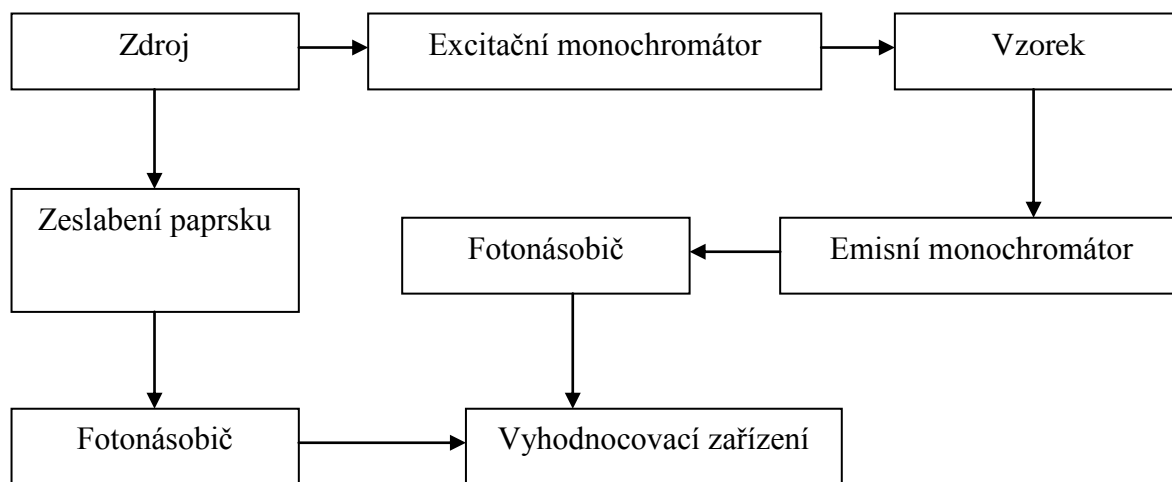 Zdroj
Excitační monochromátor
Vzorek
Zeslabení paprsku
Fotonásobič
Emisní monochromátor
Fotonásobič
Vyhodnocovací zařízení